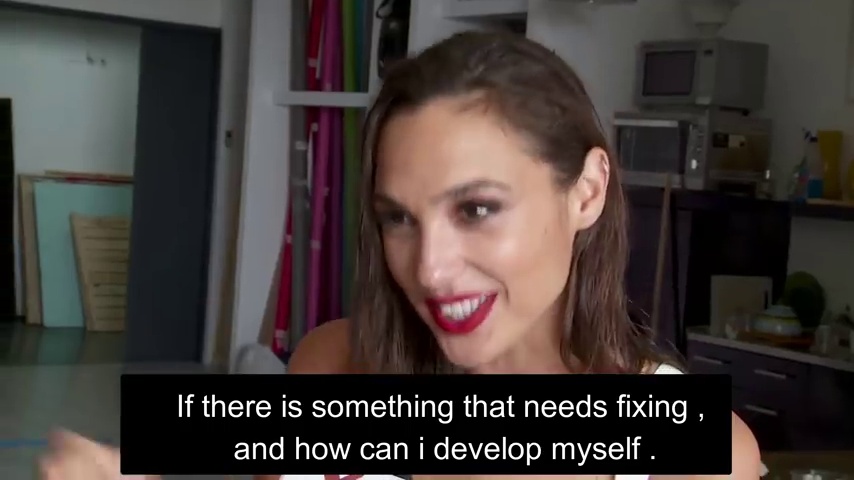 If there is something that needs fixing ,
and how can i develop myself .